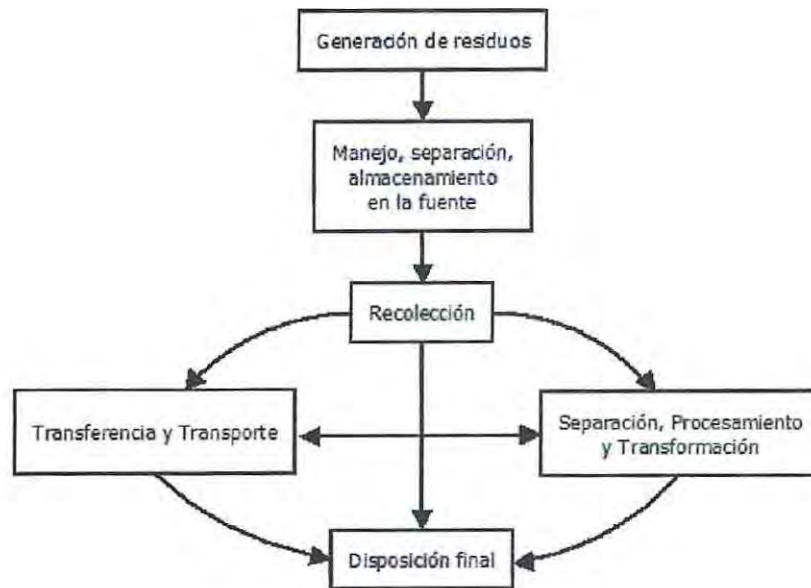 Generación de residuos
Manejo, separación,
almacenamiento
en la fuente
Recolección
Transferencia y Transporte
Separación, Procesamiento
y Transformación
Disposición final